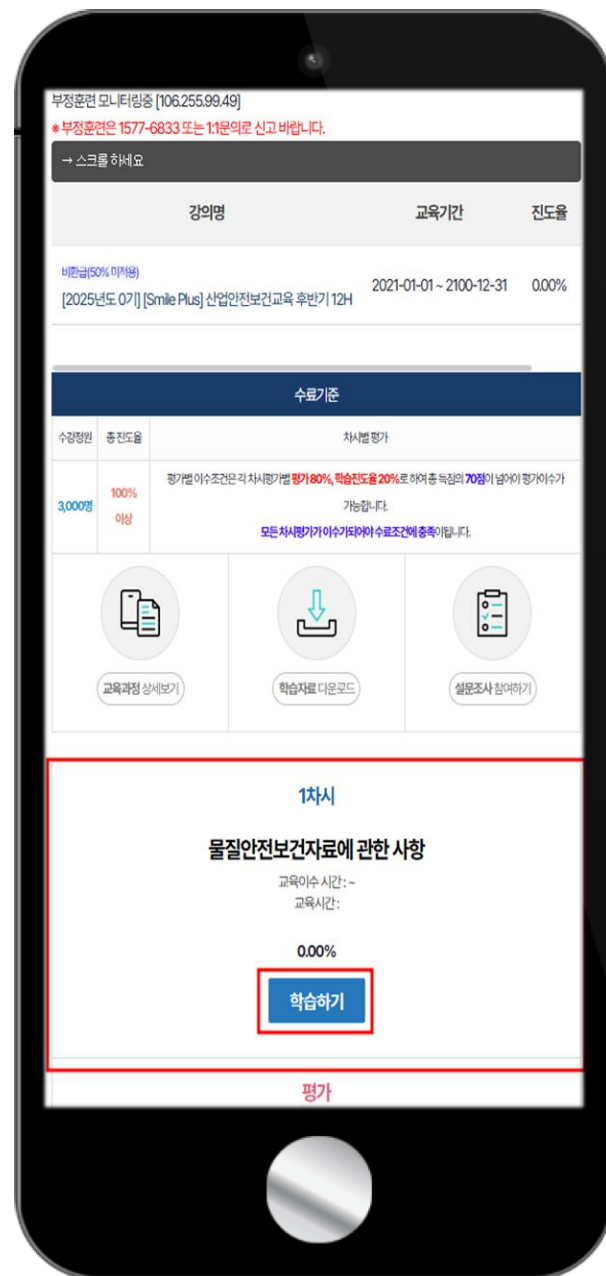 부정훈련 모니터링중 [106.255.99.49]
※ 부정훈련은 1577-6833 또는 1:1문의로 신고 바랍니다.
→ 스크롤 하세요
강의명 교육기간 진도율
비환급(50% 미적용)
[2025년도 0기] [Smile Plus] 산업안전보건교육 후반기 12H 2021-01-01 ~ 2100-12-31 0.00%
수료기준
수강정원 총 진도율 차시별 평가
3,000명 100% 이상 평가별 이수조건은 각 차시평가별 평가 80%, 학습진도율 20%로 하여 총 득점의 70점이 넘어야 평가이수가
가능합니다.
모든 차시평가가 이수가되어야 수료조건에 충족이됩니다.
교육과정 상세보기 학습자료 다운로드 설문조사 참여하기
1차시
물질안전보건자료에 관한 사항
교육이수 시간 : ~
교육시간 :
0.00%
학습하기
평가